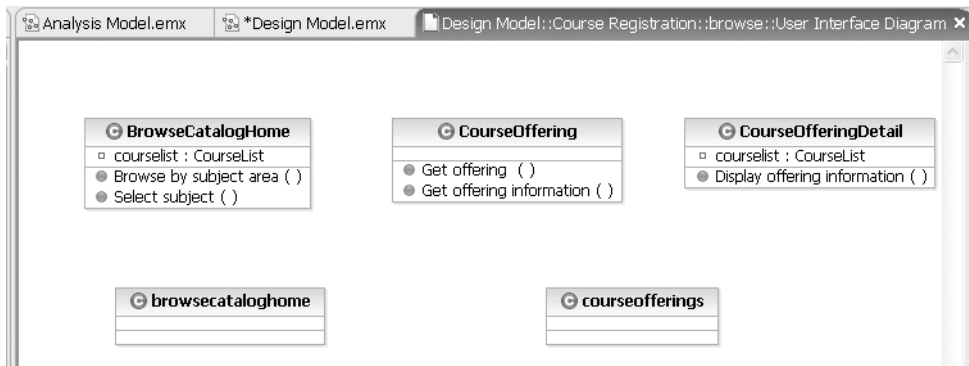 Analysis Model.emx *Design Model.emx Design Model::Course Registration::browse::User Interface Diagram
BrowseCatalogHome
courselist : CourseList
Browse by subject area ( )
Select subject ( )
CourseOffering
Get offering ( )
Get offering information ( )
CourseOfferingDetail
courselist : CourseList
Display offering information ( )
browsecataloghome
courseofferings